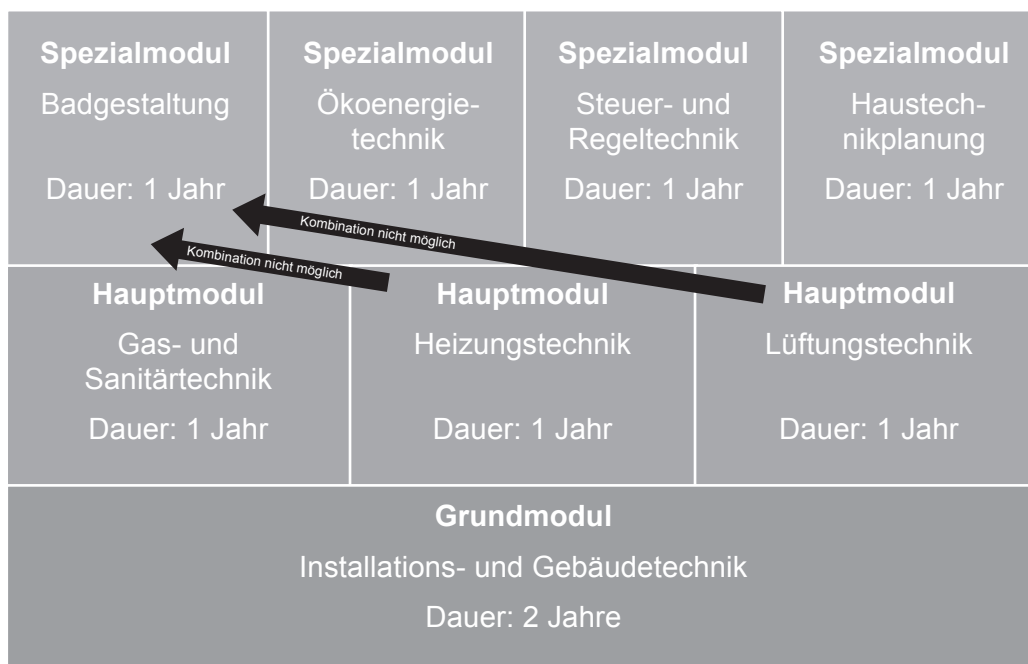 Spezialmodul
Badgestaltung
Dauer: 1 Jahr
Spezialmodul
Ökoenergie-
technik
Dauer: 1 Jahr
Spezialmodul
Steuer- und
Regeltechnik
Dauer: 1 Jahr
Spezialmodul
Haustech-
nikplanung
Dauer: 1 Jahr
Kombination nicht möglich
Kombination nicht möglich
Hauptmodul
Gas- und
Sanitärtechnik
Dauer: 1 Jahr
Hauptmodul
Heizungstechnik
Dauer: 1 Jahr
Hauptmodul
Lüftungstechnik
Dauer: 1 Jahr
Grundmodul
Installations- und Gebäudetechnik
Dauer: 2 Jahre